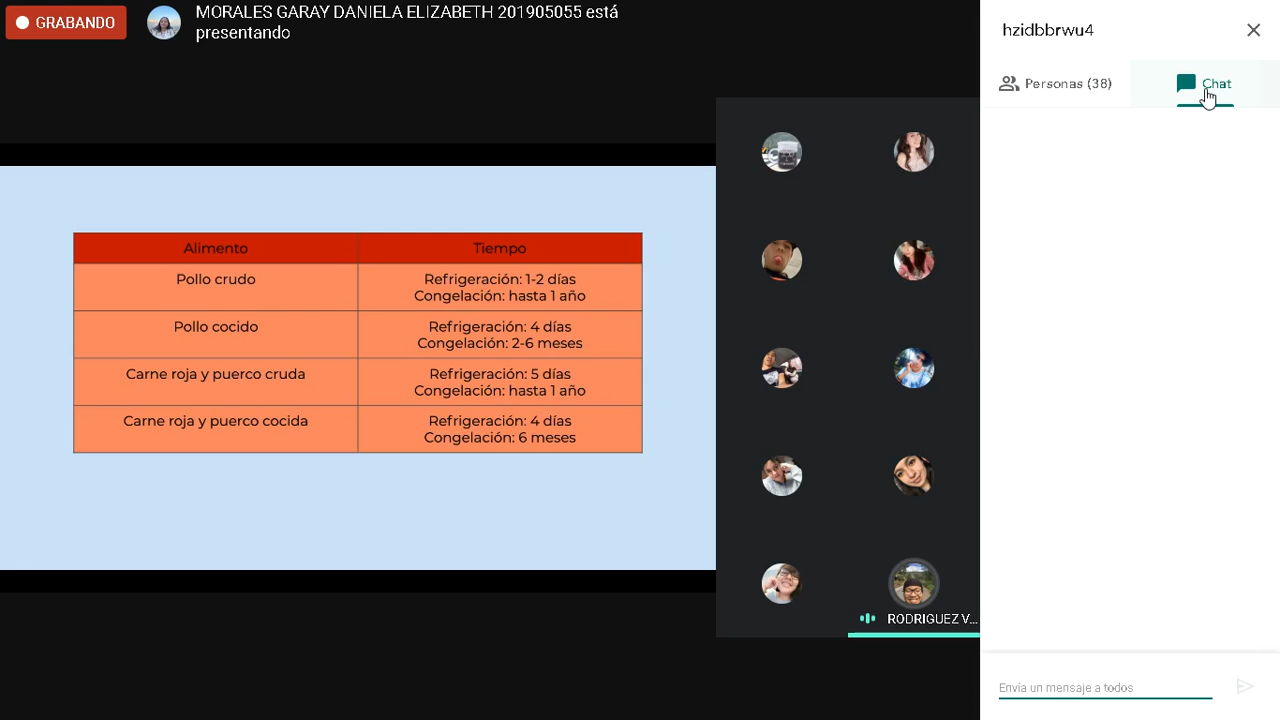 GRABANDO
MORALES GARAY DANIELA ELIZABETH 201905055 está
presentando
hzidbbrwu4
Personas (38)
Chat
Alimento
Tiempo
Pollo crudo
Refrigeración: 1-2 días
Congelación: hasta 1 año
Pollo cocido
Refrigeración: 4 días
Congelación: 2-6 meses
Carne roja y puerco cruda
Refrigeración: 5 días
Congelación: hasta 1 año
Carne roja y puerco cocida
Refrigeración: 4 días
Congelación: 6 meses
RODRIGUEZ V...
Envía un mensaje a todos